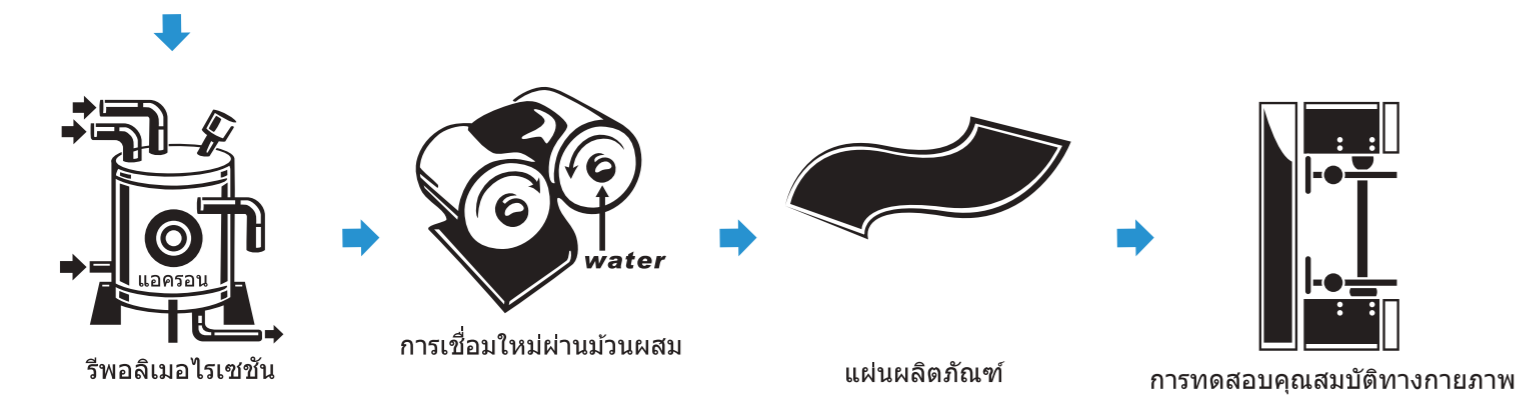 แอครอน
รีพอลิเมอไรเซชัน
water
การเชื่อมใหม่ผ่านม้วนผสม
แผ่นผลิตภัณฑ์
การทดสอบคุณสมบัติทางกายภาพ